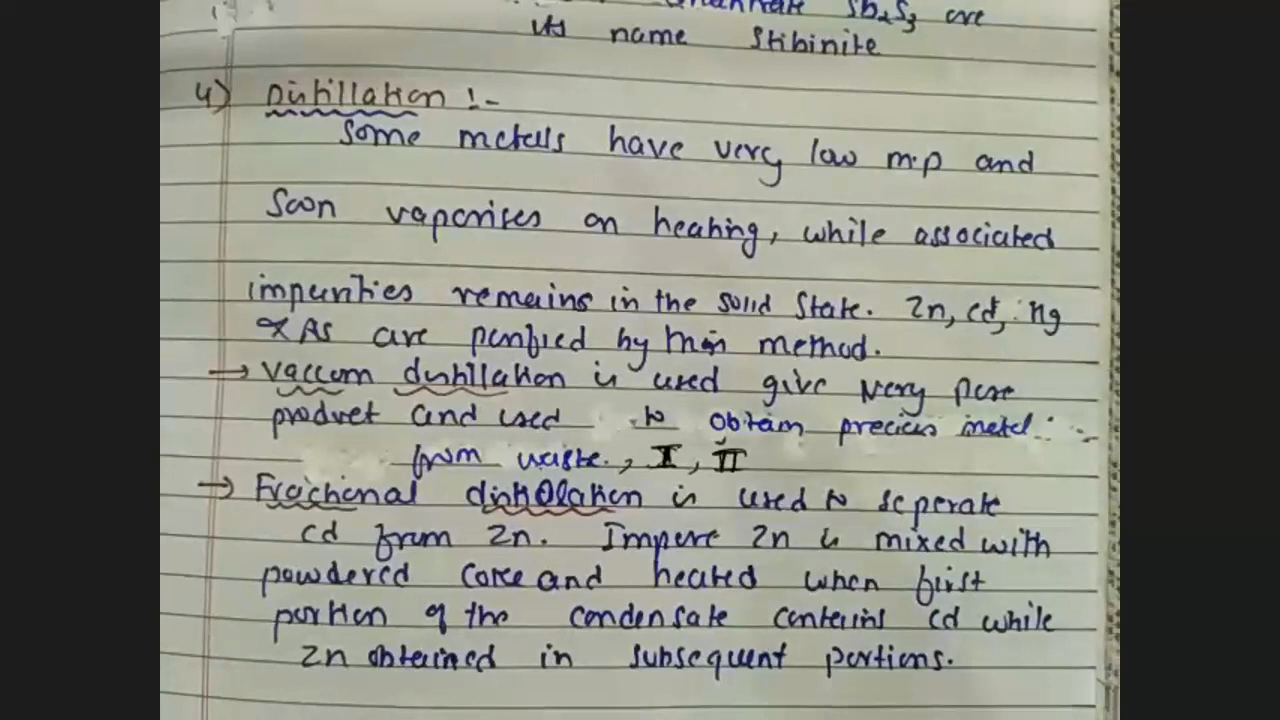 Sb2S3 are
its name Stibinite
4) Distillation :-
Some metals have very low m.p and
Soon vaporises on heating, while associated
impurities remains in the solid State. Zn, Cd, Hg
& As are purified by this method.
→ Vaccum distillation is used give very pure
product and used to obtain precious metal
from waste., I, II
→ Fractional distillation is used to seperate
Cd from Zn. Impure Zn is mixed with
powdered coke and heated when first
portion of the condensate contains Cd while
Zn obtained in subsequent portions.